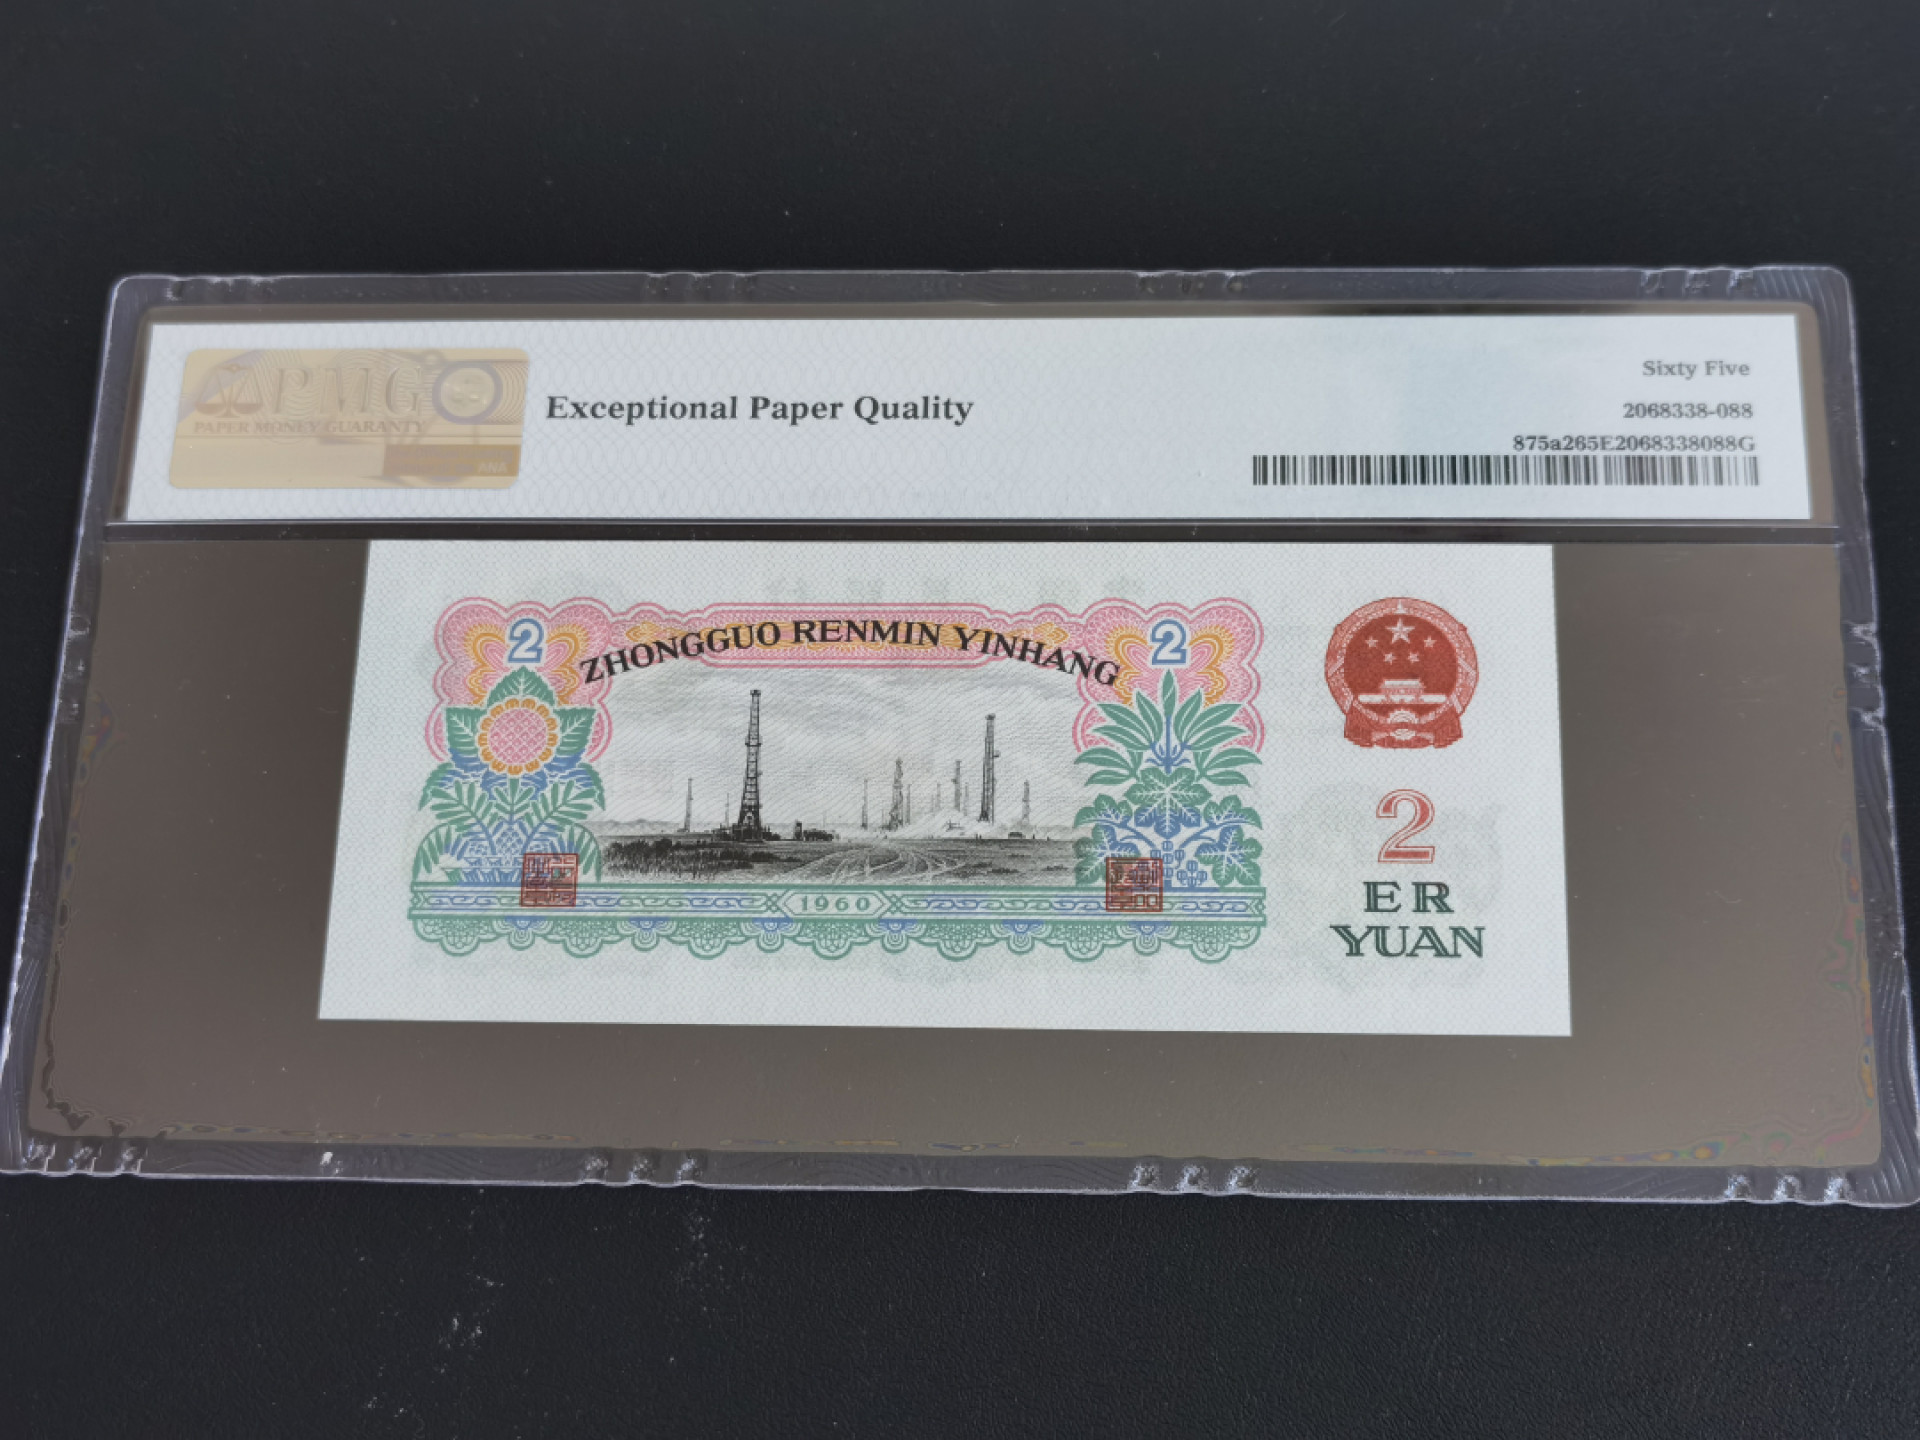 PMG
PAPER MONEY GUARANTY
ANA
Exceptional Paper Quality
Sixty Five
2068338-088
875a265E2068338088G
2
ZHONGGUO RENMIN YINHANG
2
1960
2
ER
YUAN